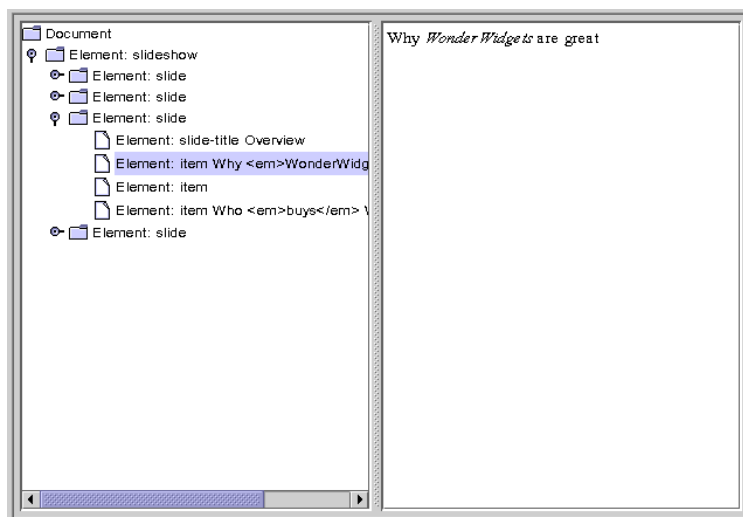 Document
Element: slideshow
Element: slide
Element: slide
Element: slide
Element: slide-title Overview
Element: item Why <em>WonderWidg
Element: item
Element: item Who <em>buys</em> W
Element: slide
Why Wonder Widgets are great